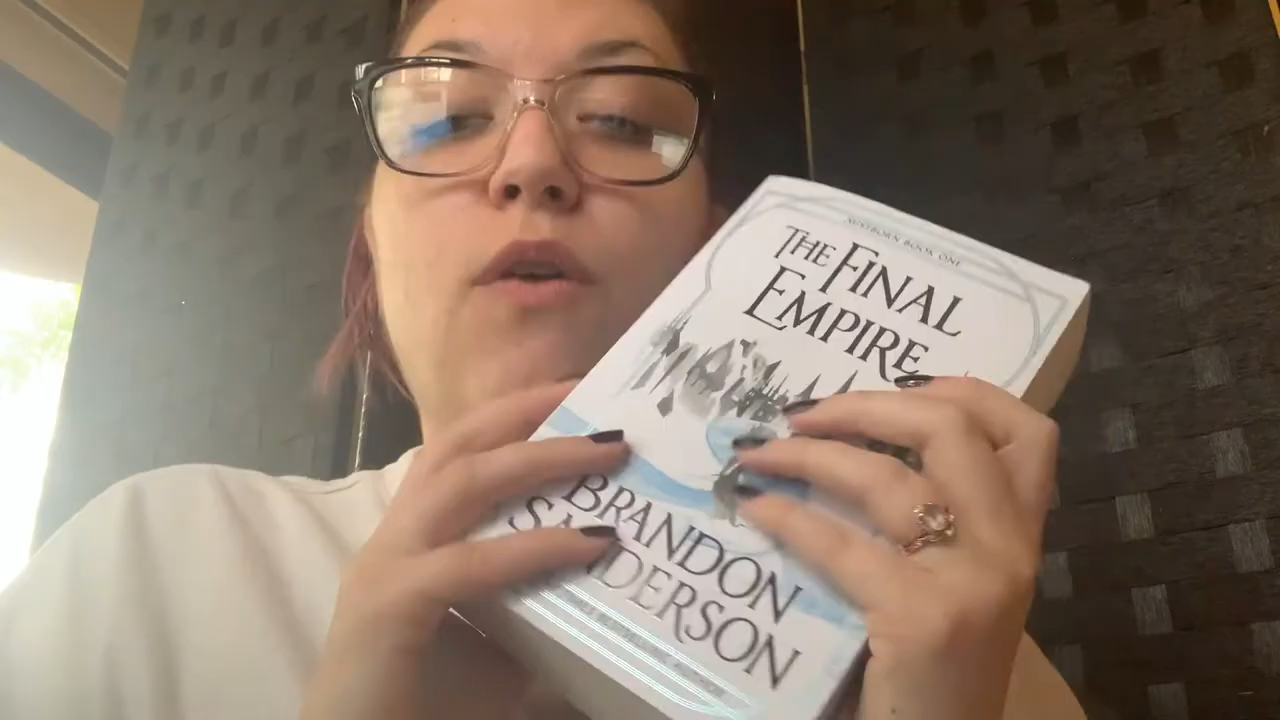 MISTBORN BOOK ONE
THE FINAL
EMPIRE
BRANDON
SANDERSON